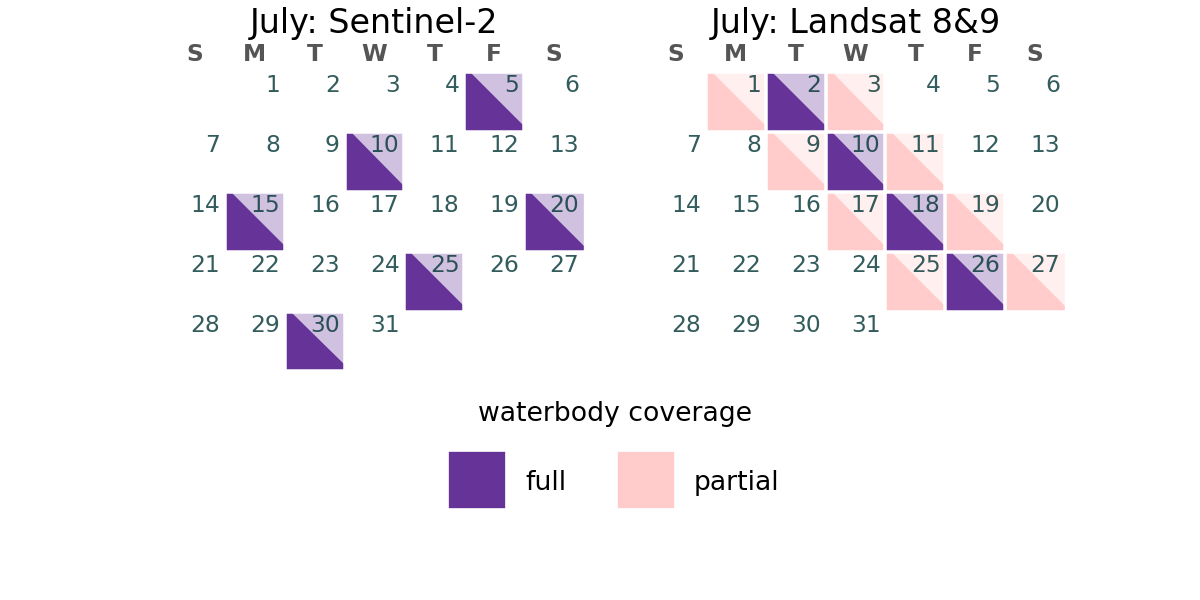 July: Sentinel-2
S M T W T F S
1 2 3 4 5 6
7 8 9 10 11 12 13
14 15 16 17 18 19 20
21 22 23 24 25 26 27
28 29 30 31
July: Landsat 8&9
S M T W T F S
1 2 3 4 5 6
7 8 9 10 11 12 13
14 15 16 17 18 19 20
21 22 23 24 25 26 27
28 29 30 31
waterbody coverage
full partial